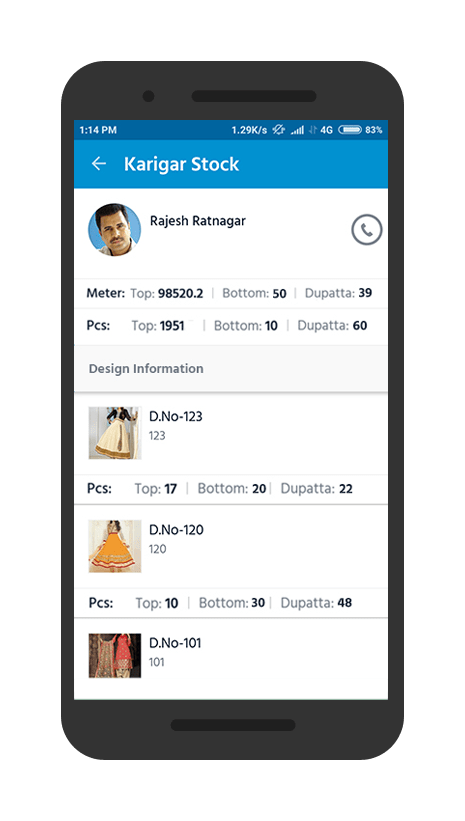 1:14 PM 1.29K/s 4G 83%
Karigar Stock
Rajesh Ratnagar
Meter: Top: 98520.2 | Bottom: 50 | Dupatta: 39
Pcs: Top: 1951 | Bottom: 10 | Dupatta: 60
Design Information
D.No-123
123
Pcs: Top: 17 | Bottom: 20 | Dupatta: 22
D.No-120
120
Pcs: Top: 10 | Bottom: 30 | Dupatta: 48
D.No-101
101